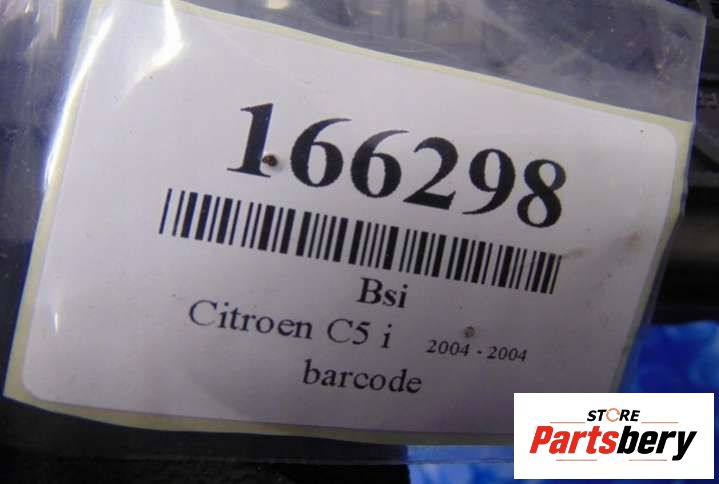 166298
Bsi
Citroen C5 i 2004 - 2004
barcode
STORE
Partsbery